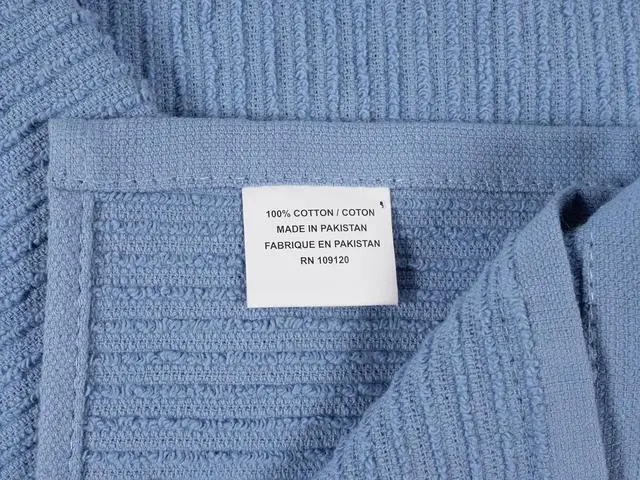 100% COTTON / COTON
MADE IN PAKISTAN
FABRIQUE EN PAKISTAN
RN 109120